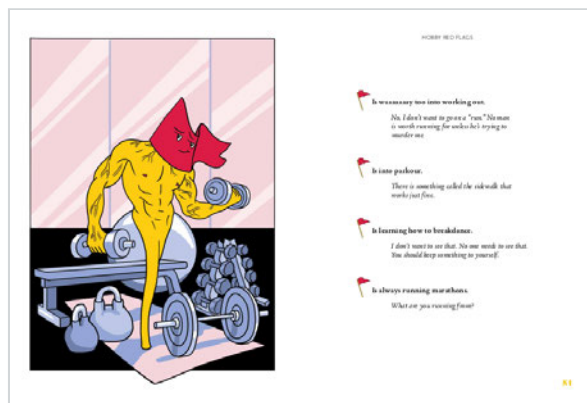 HOBBY RED FLAGS
Is waaaaaay too into working out.
No, I don't want to go on a "run." No man
is worth running for unless he's trying to
murder me.
Is into parkour.
There is something called the sidewalk that
works just fine.
Is learning how to breakdance.
I don't want to see that. No one needs to see that.
You should keep something to yourself.
Is always running marathons.
What are you running from?